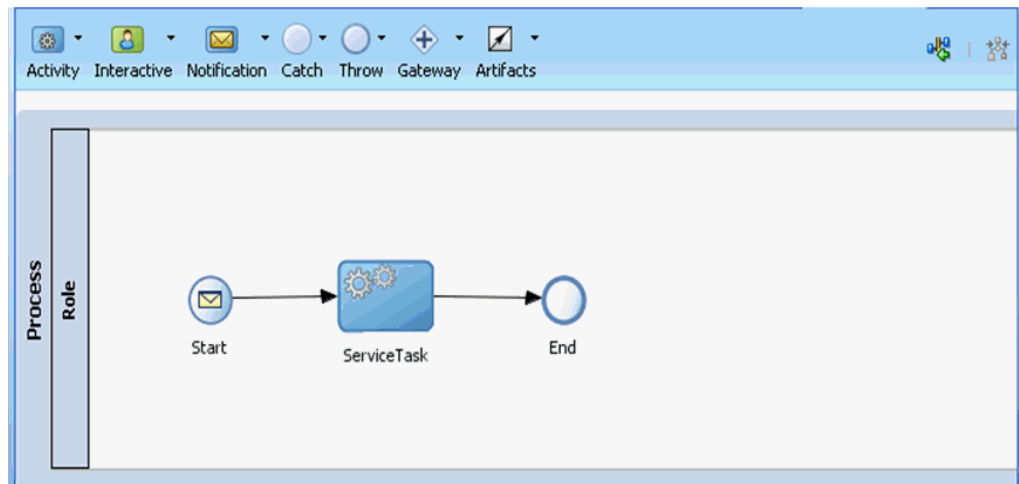 Activity Interactive Notification Catch Throw Gateway Artifacts
Process
Role
Start
ServiceTask
End